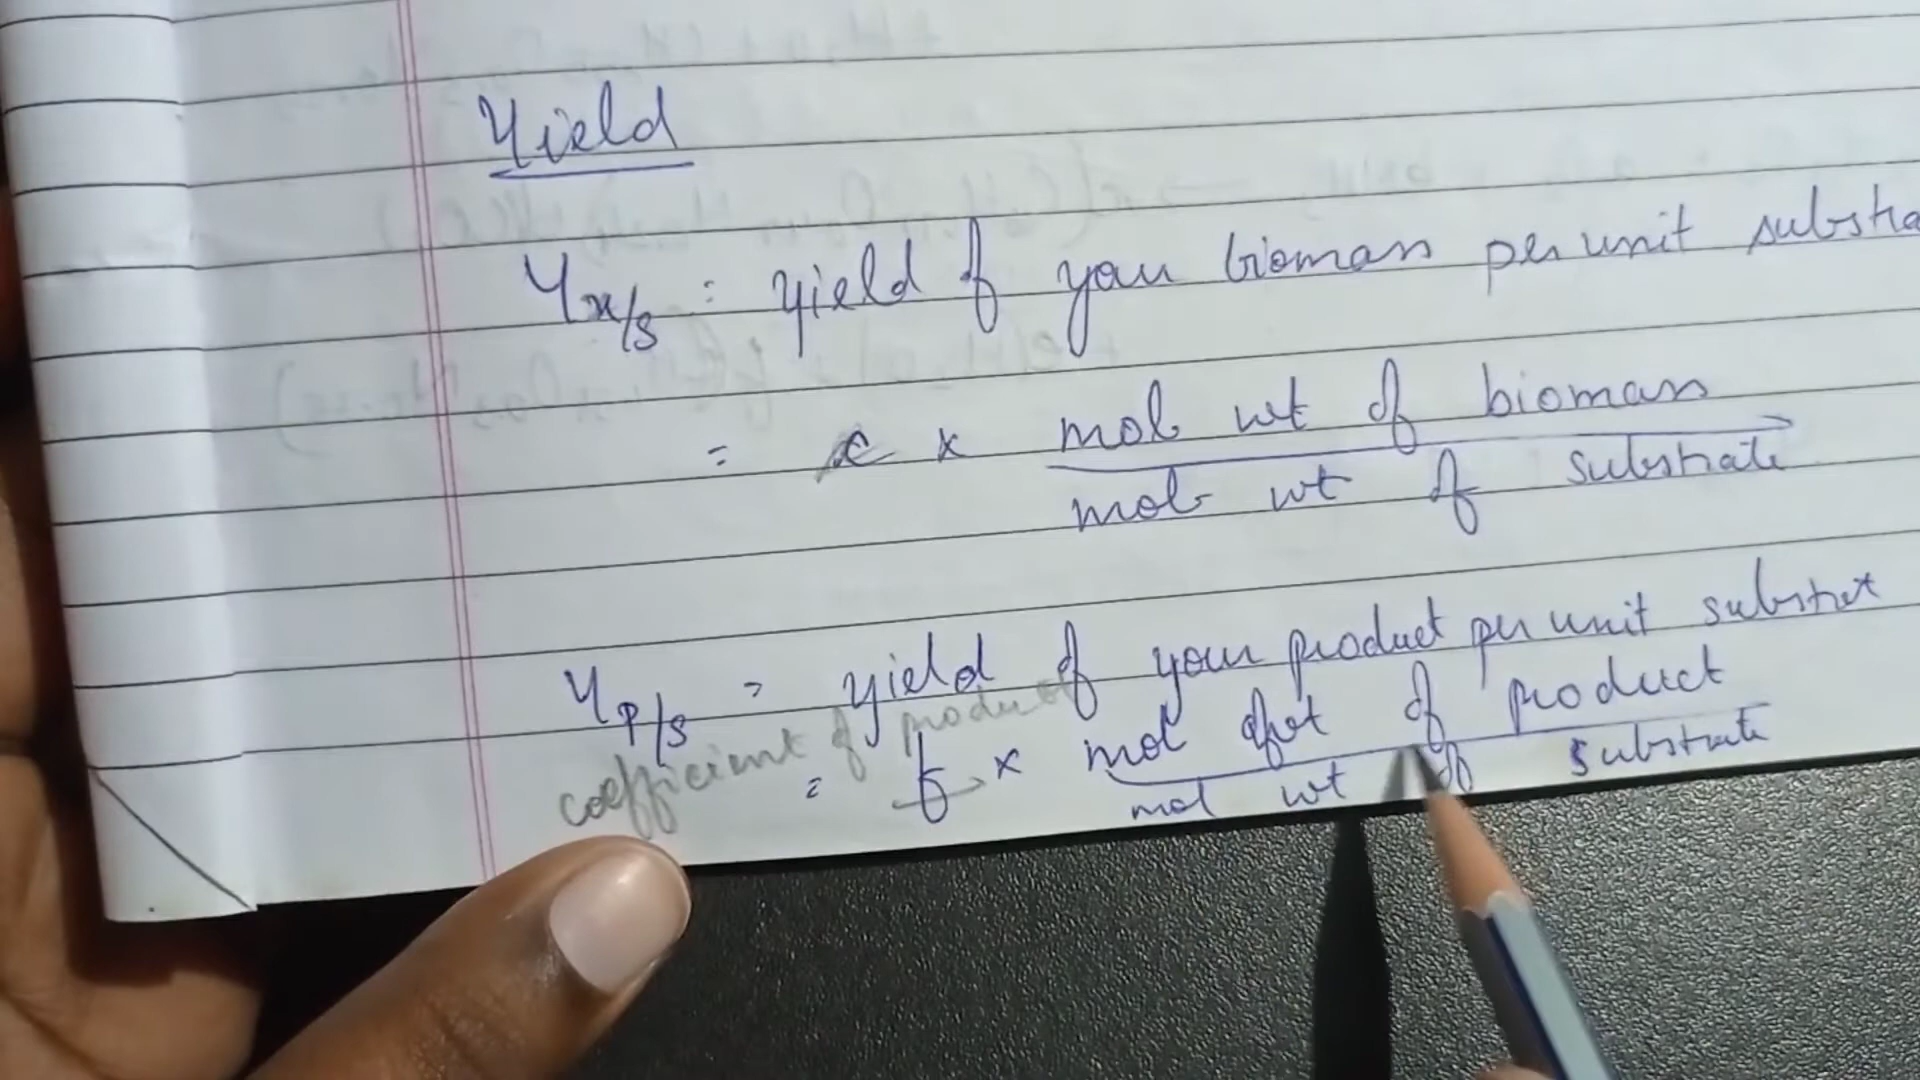 Yield
Yx/s : yield of your biomass per unit substra
= c x mol wt of biomass
mol wt of substrate
YP/s = yield of your product per unit substrat
coefficient of product
= f x mol wt of product
mol wt of substrate